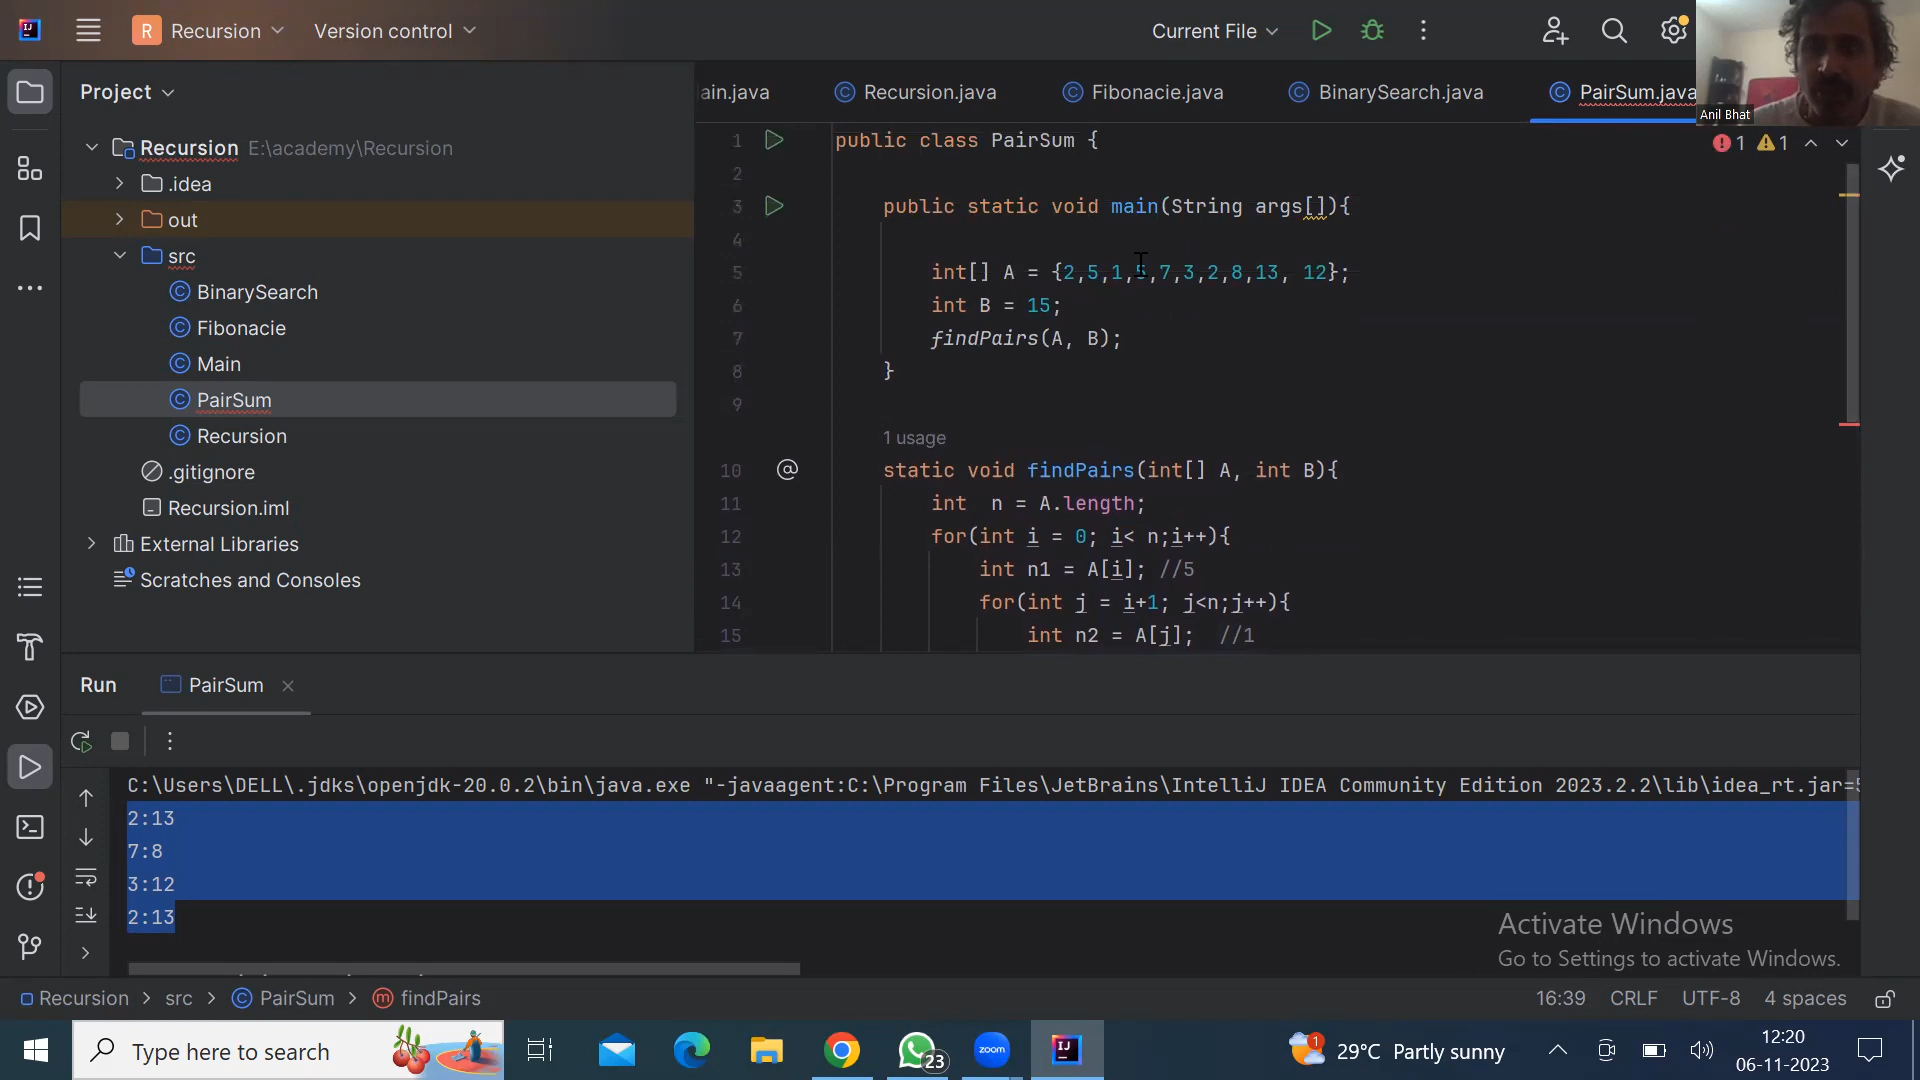 R Recursion Version control Current File
Project
ain.java Recursion.java Fibonacie.java BinarySearch.java PairSum.java
Anil Bhat
Recursion E:\academy\Recursion
.idea
out
src
BinarySearch
Fibonacie
Main
PairSum
Recursion
.gitignore
Recursion.iml
External Libraries
Scratches and Consoles
1 1
1 public class PairSum {
2
3 public static void main(String args[]){
4
5 int[] A = {2,5,1,5,7,3,2,8,13, 12};
6 int B = 15;
7 findPairs(A, B);
8 }
9
1 usage
10 static void findPairs(int[] A, int B){
11 int  n = A.length;
12 for(int i = 0; i< n;i++){
13 int n1 = A[i]; //5
14 for(int j = i+1; j<n;j++){
15 int n2 = A[j];  //1
Run PairSum
C:\Users\DELL\.jdks\openjdk-20.0.2\bin\java.exe "-javaagent:C:\Program Files\JetBrains\IntelliJ IDEA Community Edition 2023.2.2\lib\idea_rt.jar=5
2:13
7:8
3:12
2:13
Activate Windows
Go to Settings to activate Windows.
Recursion > src > PairSum > findPairs 16:39 CRLF UTF-8 4 spaces
Type here to search 23 zoom IJ 1 29°C Partly sunny
12:20
06-11-2023